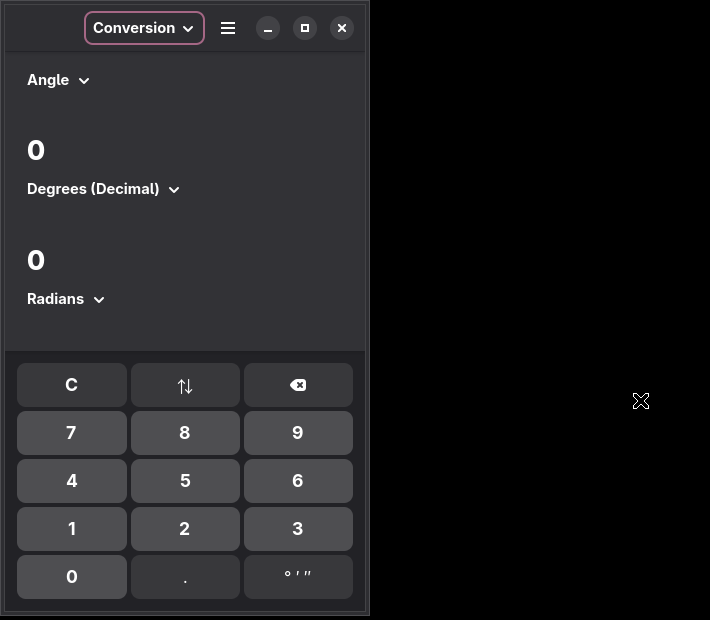 Conversion
Angle
0
Degrees (Decimal)
0
Radians
C
7 8 9
4 5 6
1 2 3
0 . ° ′ ″